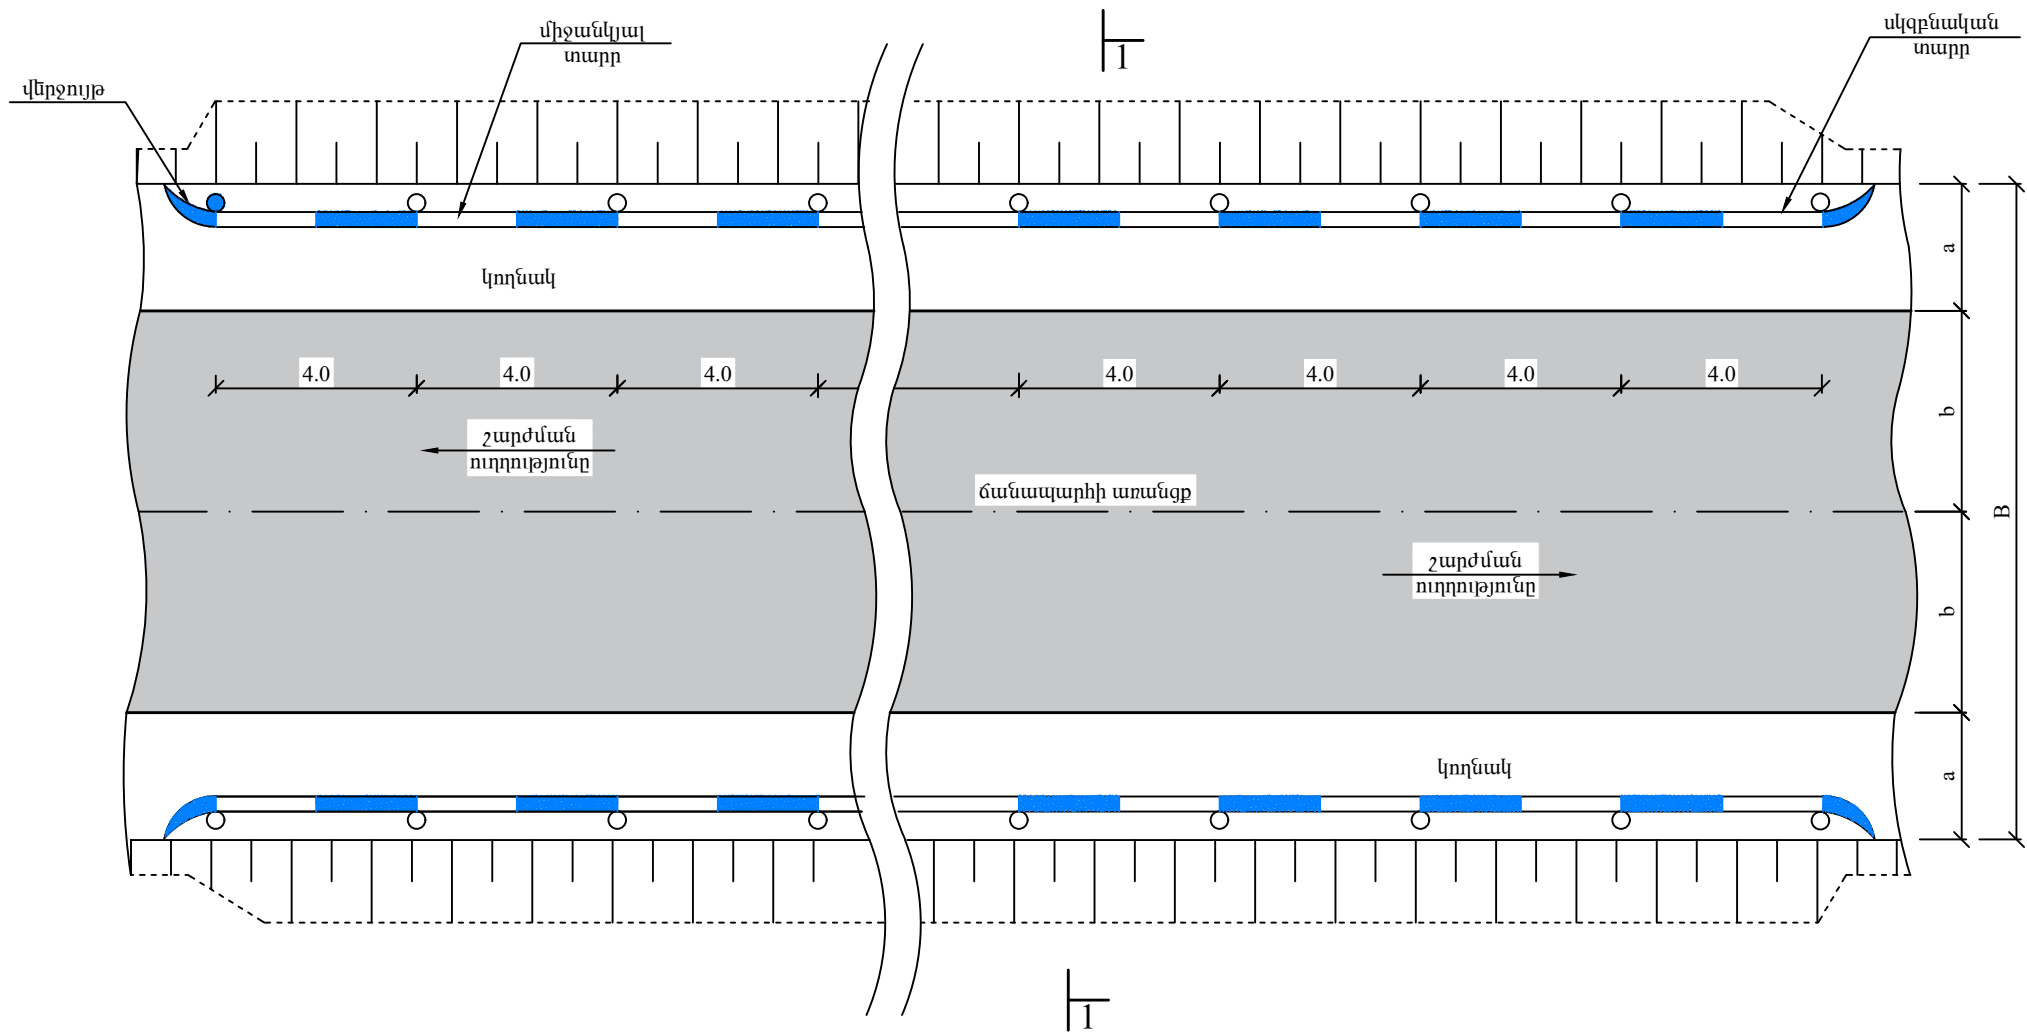 միջանկյալ
տարր
1
սկզբնական
տարր
վերջույթ
կողնակ
a
4.0
4.0
4.0
4.0
4.0
4.0
4.0
b
շարժման
ուղղությունը
ճանապարհի առանցք
B
շարժման
ուղղությունը
b
կողնակ
a
1